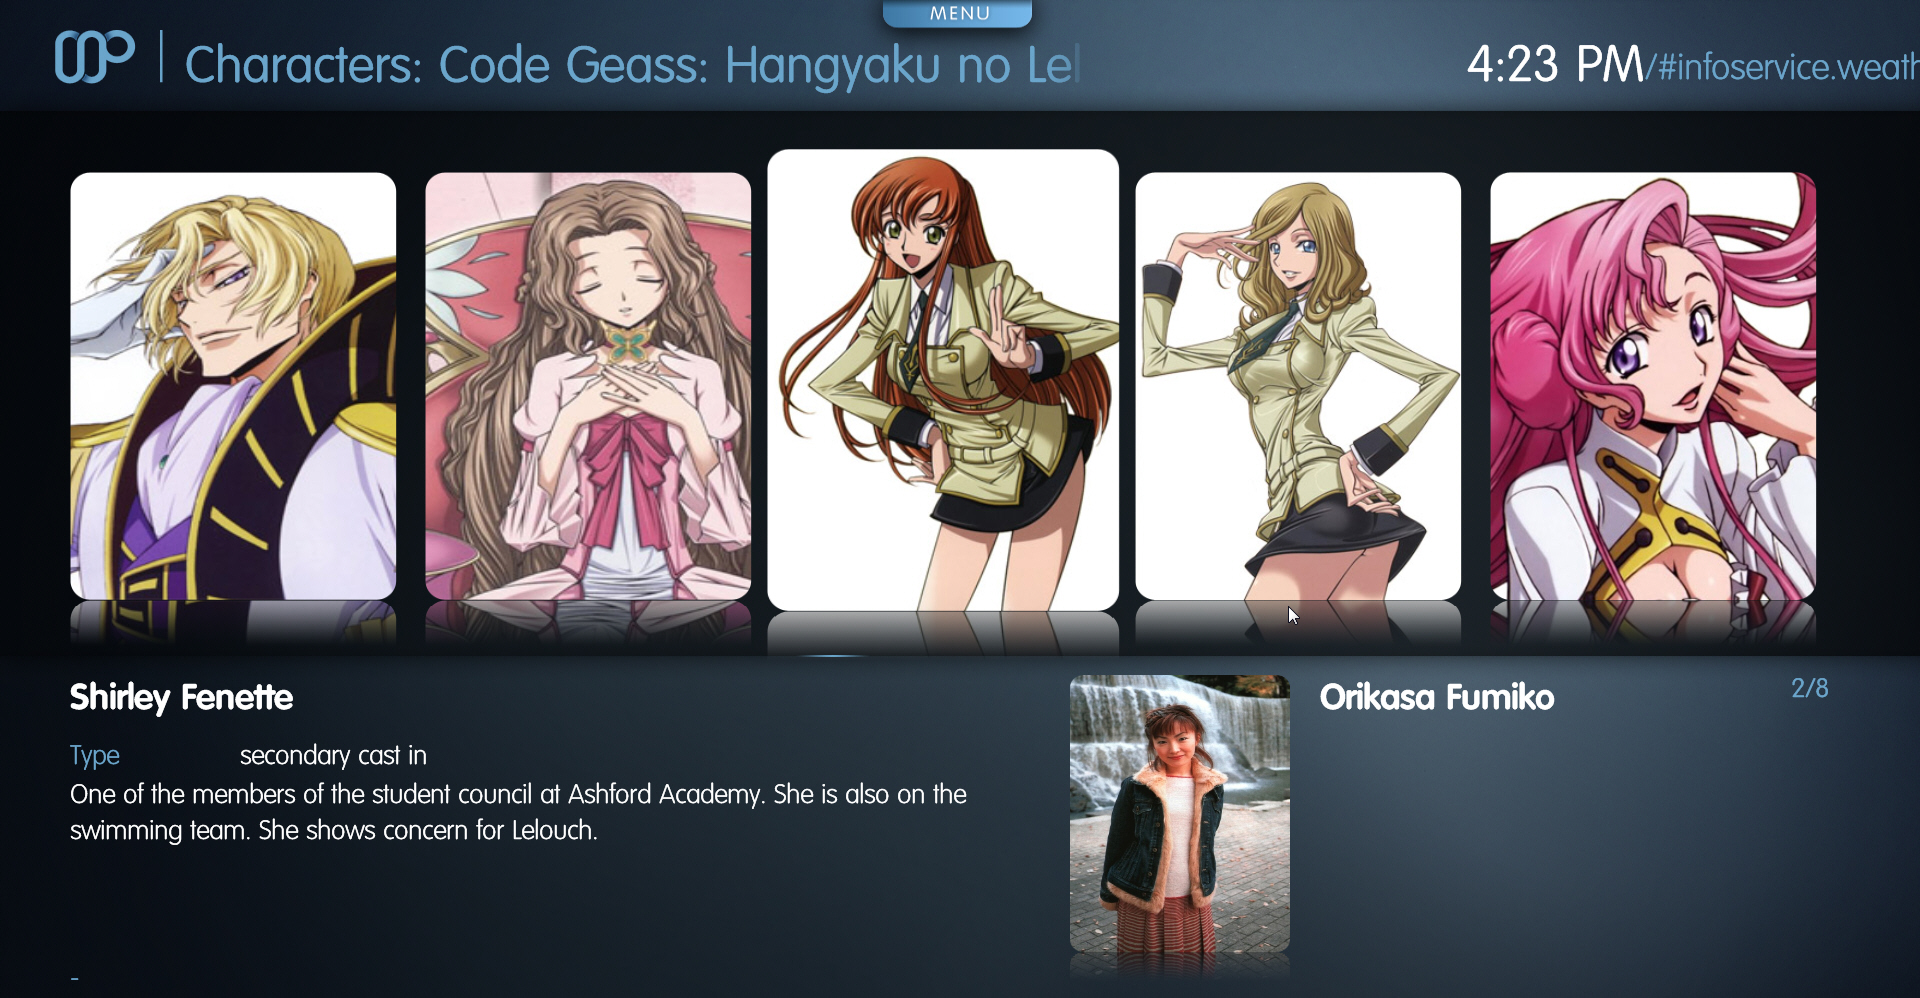 MENU
Characters: Code Geass: Hangyaku no Lel
4:23 PM/#infoservice.weath
Shirley Fenette
Type secondary cast in
One of the members of the student council at Ashford Academy. She is also on the
swimming team. She shows concern for Lelouch.
-
Orikasa Fumiko
2/8